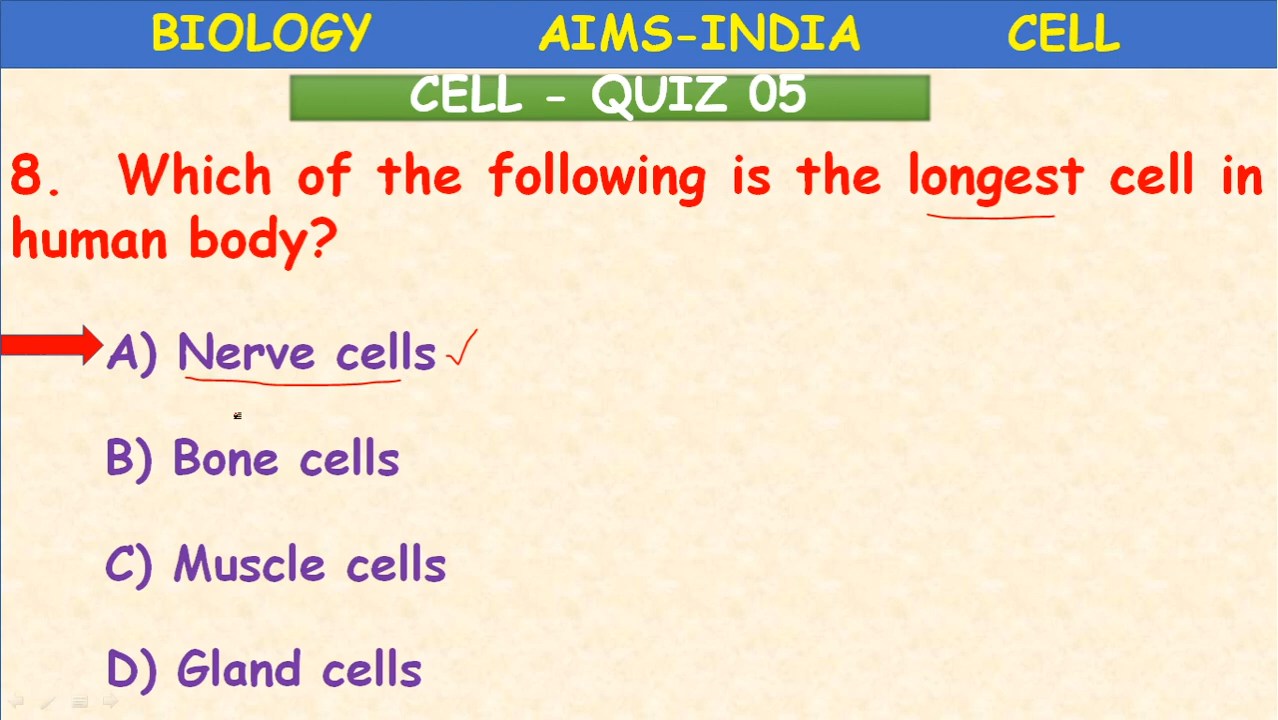 BIOLOGY AIMS-INDIA CELL
CELL - QUIZ 05
8. Which of the following is the longest cell in
human body?
A) Nerve cells
B) Bone cells
C) Muscle cells
D) Gland cells